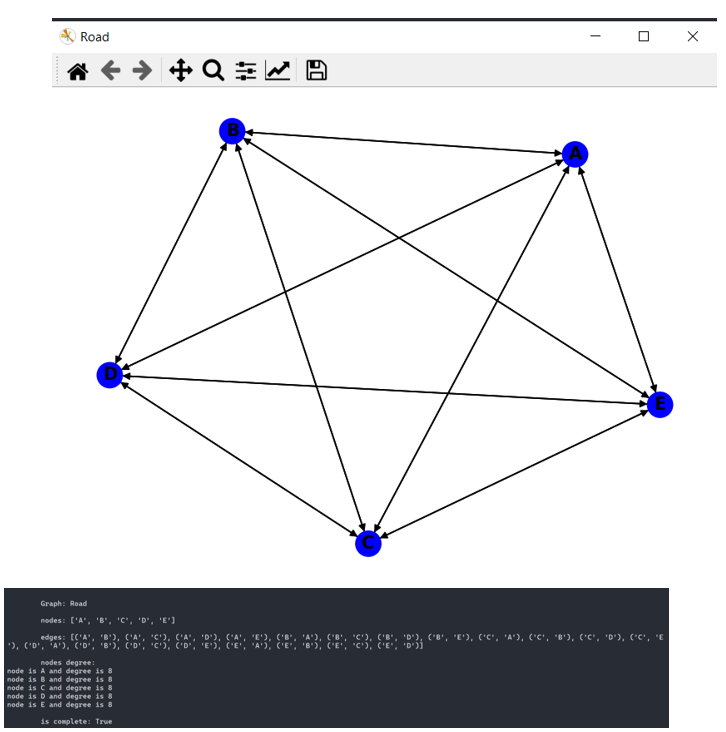 Road
B
A
D
E
C
Graph: Road
nodes: ['A', 'B', 'C', 'D', 'E']
edges: [('A', 'B'), ('A', 'C'), ('A', 'D'), ('A', 'E'), ('B', 'A'), ('B', 'C'), ('B', 'D'), ('B', 'E'), ('C', 'A'), ('C', 'B'), ('C', 'D'), ('C', 'E
'), ('D', 'A'), ('D', 'B'), ('D', 'C'), ('D', 'E'), ('E', 'A'), ('E', 'B'), ('E', 'C'), ('E', 'D')]
nodes degree:
node is A and degree is 8
node is B and degree is 8
node is C and degree is 8
node is D and degree is 8
node is E and degree is 8
is complete: True